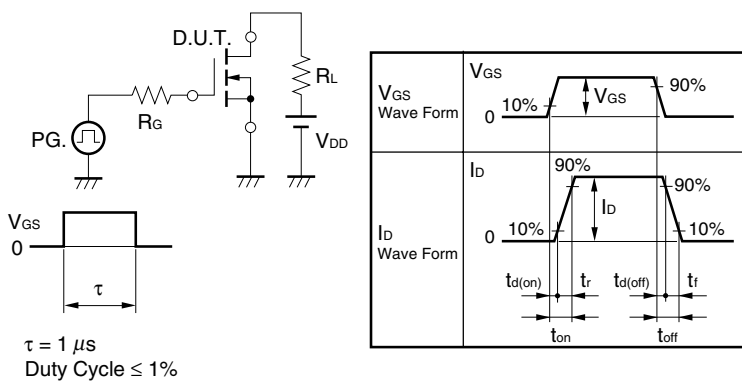 D.U.T.
RL
RG
PG.
VDD
VGS
0
τ
τ = 1 μs
Duty Cycle ≤ 1%
VGS
Wave Form
VGS
10%
0
VGS
90%
ID
Wave Form
ID
90%
90%
ID
10%
10%
0
td(on)
tr
td(off)
tf
ton
toff